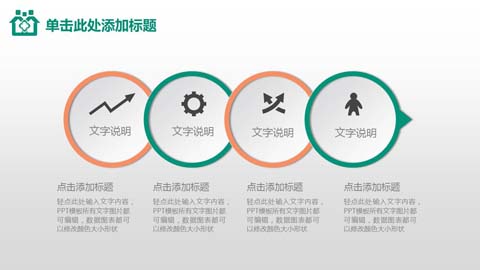 单击此处添加标题
文字说明
文字说明
文字说明
文字说明
点击添加标题
轻点此处输入文字内容，
PPT模板所有文字图片都
可编辑，数据图表都可
以修改颜色大小形状
点击添加标题
轻点此处输入文字内容，
PPT模板所有文字图片都
可编辑，数据图表都可
以修改颜色大小形状
点击添加标题
轻点此处输入文字内容，
PPT模板所有文字图片都
可编辑，数据图表都可
以修改颜色大小形状
点击添加标题
轻点此处输入文字内容，
PPT模板所有文字图片都
可编辑，数据图表都可
以修改颜色大小形状